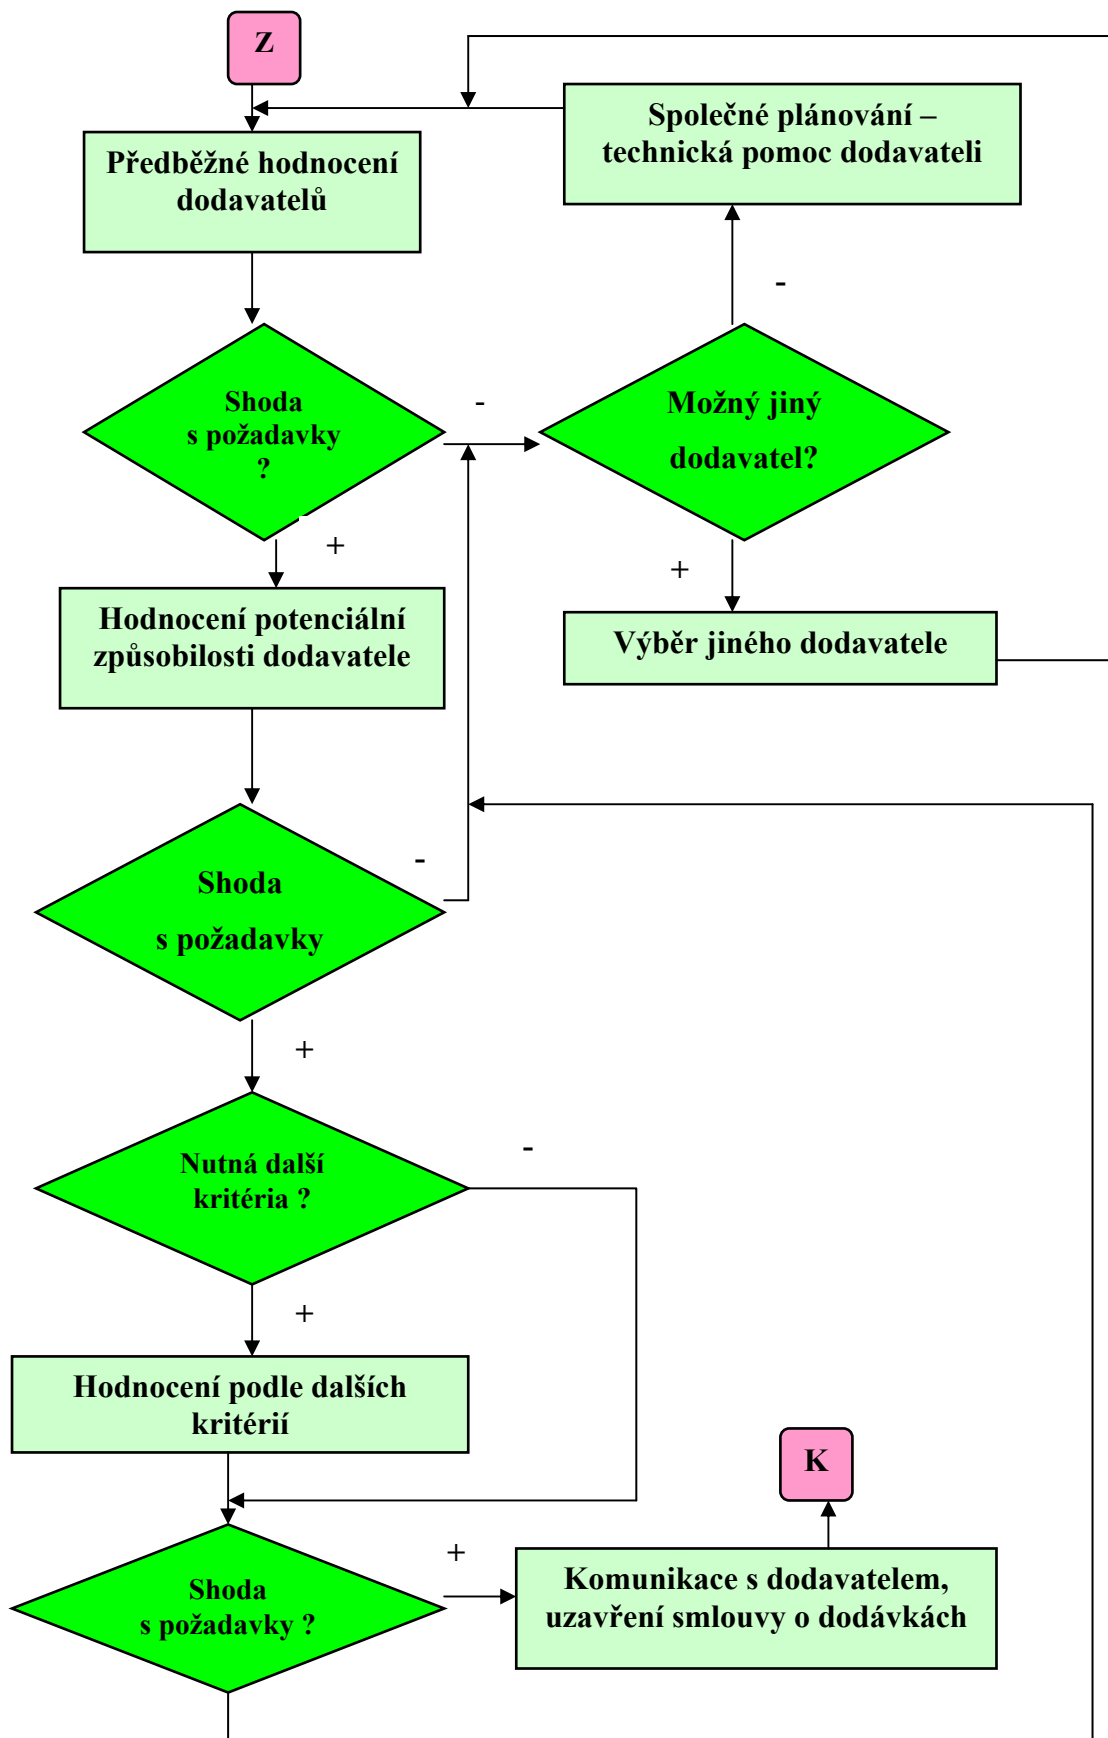 Z
Společné plánování –
technická pomoc dodavateli
Předběžné hodnocení
dodavatelů
-
Shoda
s požadavky
?
-
Možný jiný
dodavatel?
+
+
Hodnocení potenciální
způsobilosti dodavatele
Výběr jiného dodavatele
-
Shoda
s požadavky
+
Nutná další
kritéria ?
-
+
Hodnocení podle dalších
kritérií
K
Shoda
s požadavky ?
+
Komunikace s dodavatelem,
uzavření smlouvy o dodávkách